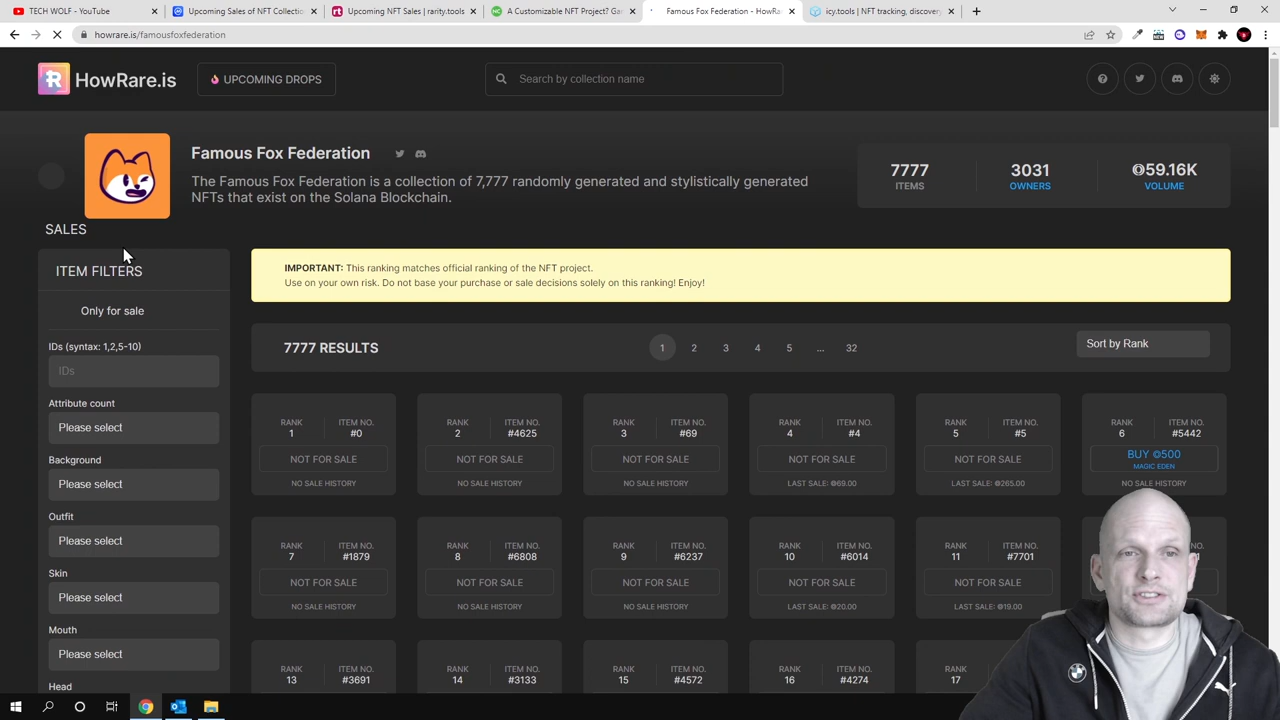 TECH WOLF - YouTube
Upcoming Sales of NFT Collection
Upcoming NFT Sales | rarity.tools
A Customizable NFT Project? Ga
Famous Fox Federation - HowRar
icy.tools | NFT tracking, discovery
howrare.is/famousfoxfederation
HowRare.is
UPCOMING DROPS
Search by collection name
Famous Fox Federation
The Famous Fox Federation is a collection of 7,777 randomly generated and stylistically generated
NFTs that exist on the Solana Blockchain.
7777
ITEMS
3031
OWNERS
59.16K
VOLUME
SALES
ITEM FILTERS
Only for sale
IDs (syntax: 1,2,5-10)
IDs
Attribute count
Please select
Background
Please select
Outfit
Please select
Skin
Please select
Mouth
Please select
Head
IMPORTANT: This ranking matches official ranking of the NFT project.
Use on your own risk. Do not base your purchase or sale decisions solely on this ranking! Enjoy!
7777 RESULTS
1 2 3 4 5 ... 32
Sort by Rank
RANK ITEM NO. RANK ITEM NO. RANK ITEM NO. RANK ITEM NO. RANK ITEM NO. RANK ITEM NO.
1 #0 2 #4625 3 #69 4 #4 5 #5 6 #5442
NOT FOR SALE NOT FOR SALE NOT FOR SALE NOT FOR SALE NOT FOR SALE BUY ◎500
MAGIC EDEN
NO SALE HISTORY NO SALE HISTORY NO SALE HISTORY LAST SALE: ◎69.00 LAST SALE: ◎265.00 NO SALE HISTORY
RANK ITEM NO. RANK ITEM NO. RANK ITEM NO. RANK ITEM NO. RANK ITEM NO.
7 #1879 8 #6808 9 #6237 10 #6014 11 #7701
NOT FOR SALE NOT FOR SALE NOT FOR SALE NOT FOR SALE NOT FOR SALE
NO SALE HISTORY NO SALE HISTORY NO SALE HISTORY LAST SALE: ◎20.00 LAST SALE: ◎19.00
RANK ITEM NO. RANK ITEM NO. RANK ITEM NO. RANK ITEM NO. RANK
13 #3691 14 #3133 15 #4572 16 #4274 17